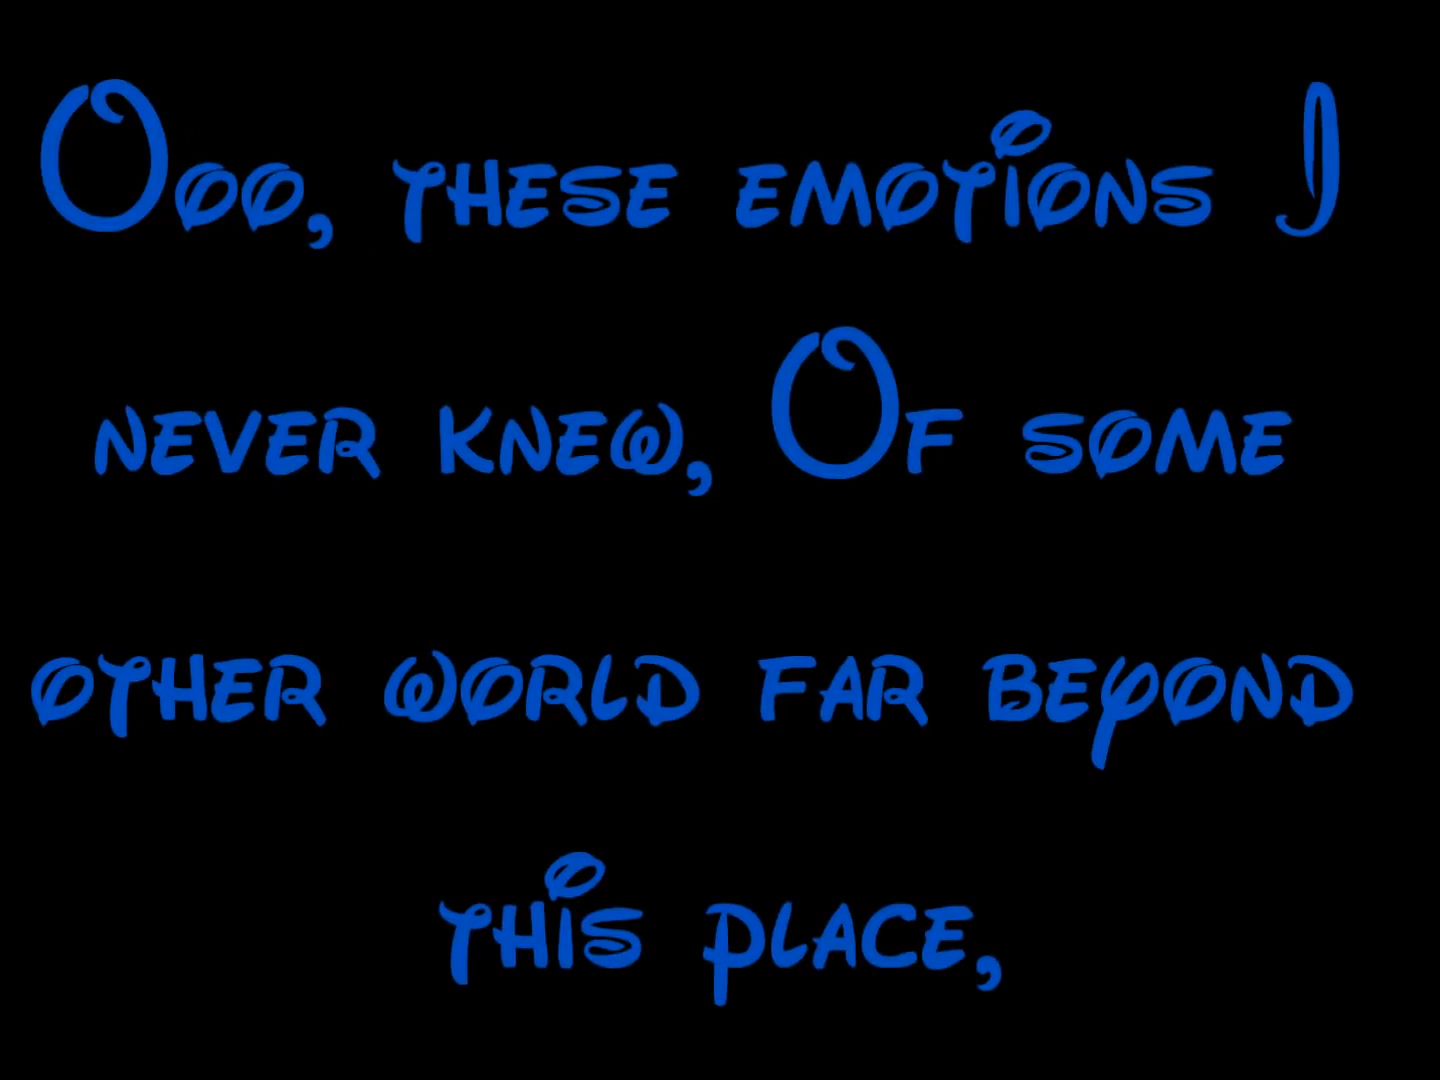 Ooo, these emotions I
never knew, Of some
other world far beyond
this place,